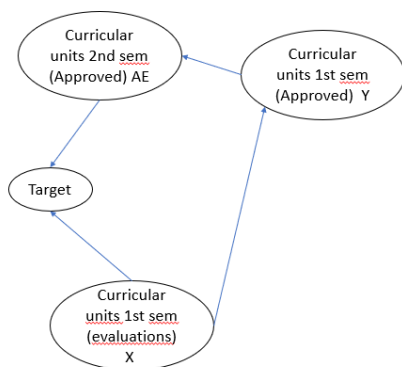 Curricular
units 2nd sem
(Approved) AE
Curricular
units 1st sem
(Approved) Y
Target
Curricular
units 1st sem
(evaluations)
X